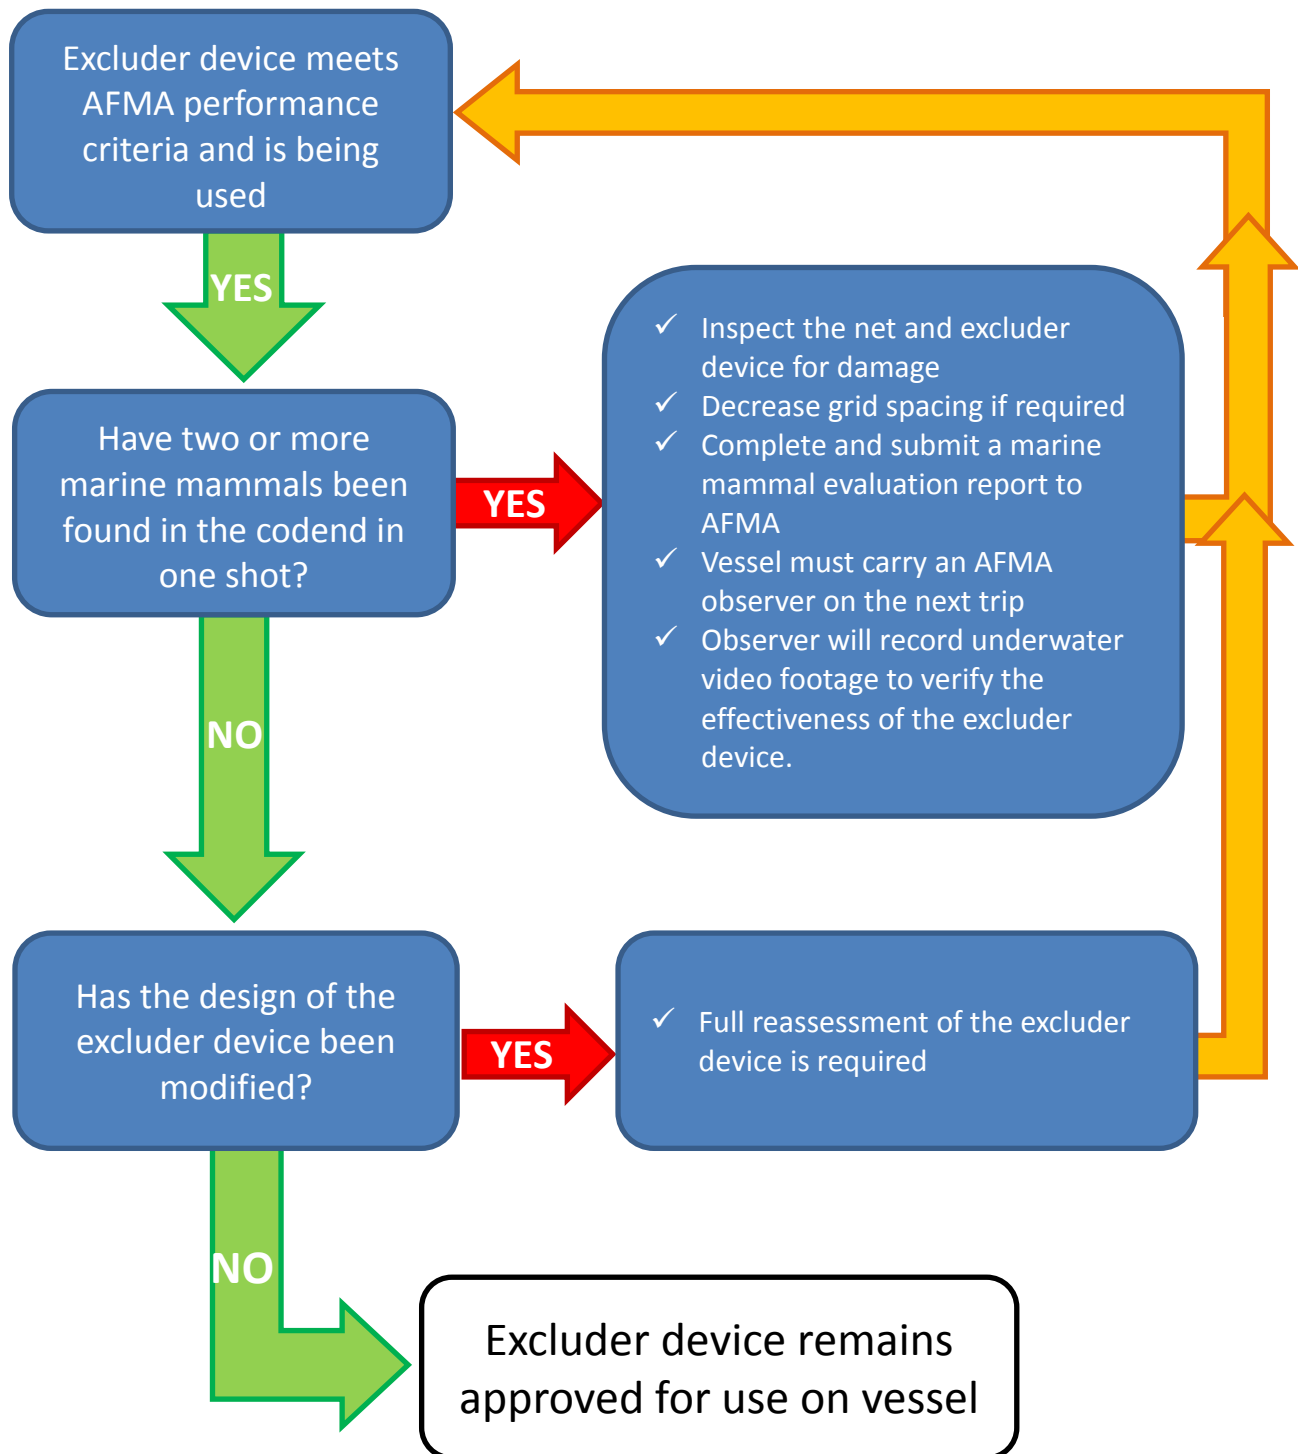 Excluder device meets
AFMA performance
criteria and is being
used
YES
Have two or more
marine mammals been
found in the codend in
one shot?
YES
✓ Inspect the net and excluder
device for damage
✓ Decrease grid spacing if required
✓ Complete and submit a marine
mammal evaluation report to
AFMA
✓ Vessel must carry an AFMA
observer on the next trip
✓ Observer will record underwater
video footage to verify the
effectiveness of the excluder
device.
NO
Has the design of the
excluder device been
modified?
YES
✓ Full reassessment of the excluder
device is required
NO
Excluder device remains
approved for use on vessel